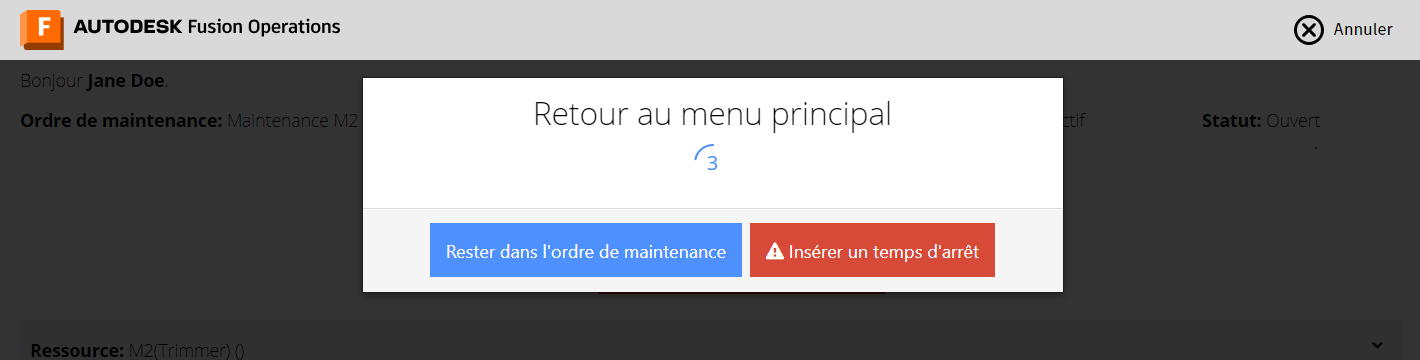 F AUTODESK Fusion Operations
Annuler
Bonjour Jane Doe.
Ordre de maintenance: Maintenance M2
Statut: Ouvert
Retour au menu principal
3
Rester dans l'ordre de maintenance
Insérer un temps d'arrêt
Ressource: M2(Trimmer) ()